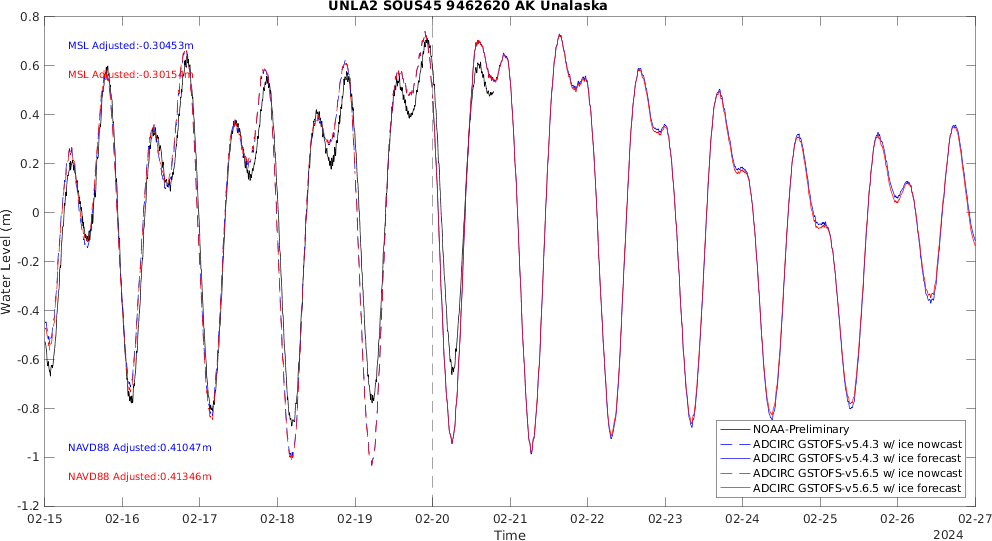 UNLA2 SOUS45 9462620 AK Unalaska
0.8
0.6
0.4
0.2
0
-0.2
-0.4
-0.6
-0.8
-1
-1.2
Water Level (m)
MSL Adjusted:-0.30453m
MSL Adjusted:-0.30154m
NAVD88 Adjusted:0.41047m
NAVD88 Adjusted:0.41346m
NOAA-Preliminary
ADCIRC GSTOFS-v5.4.3 w/ ice nowcast
ADCIRC GSTOFS-v5.4.3 w/ ice forecast
ADCIRC GSTOFS-v5.6.5 w/ ice nowcast
ADCIRC GSTOFS-v5.6.5 w/ ice forecast
02-15 02-16 02-17 02-18 02-19 02-20 02-21 02-22 02-23 02-24 02-25 02-26 02-27
Time
2024